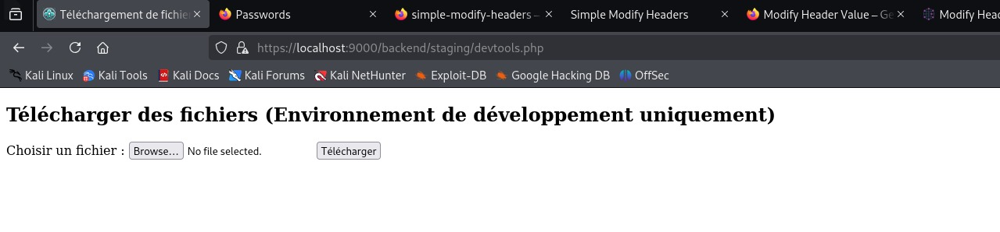 Téléchargement de fichie
Passwords
simple-modify-headers –
Simple Modify Headers
Modify Header Value – Ge
Modify Hea
https://localhost:9000/backend/staging/devtools.php
Kali Linux
Kali Tools
Kali Docs
Kali Forums
Kali NetHunter
Exploit-DB
Google Hacking DB
OffSec
Télécharger des fichiers (Environnement de développement uniquement)
Choisir un fichier : Browse... No file selected. Télécharger